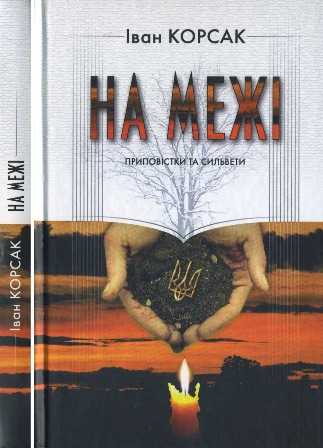 Іван КОРСАК
НА МЕЖІ
ПРИПОВІСТКИ ТА СИЛЬВЕТИ
Іван КОРСАК НА МЕЖІ